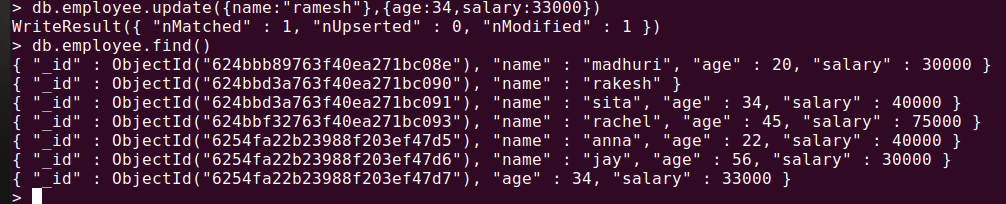 > db.employee.update({name:"ramesh"},{age:34,salary:33000})
WriteResult({ "nMatched" : 1, "nUpserted" : 0, "nModified" : 1 })
> db.employee.find()
{ "_id" : ObjectId("624bbb89763f40ea271bc08e"), "name" : "madhuri", "age" : 20, "salary" : 30000 }
{ "_id" : ObjectId("624bbd3a763f40ea271bc090"), "name" : "rakesh" }
{ "_id" : ObjectId("624bbd3a763f40ea271bc091"), "name" : "sita", "age" : 34, "salary" : 40000 }
{ "_id" : ObjectId("624bbf32763f40ea271bc093"), "name" : "rachel", "age" : 45, "salary" : 75000 }
{ "_id" : ObjectId("6254fa22b23988f203ef47d5"), "name" : "anna", "age" : 22, "salary" : 40000 }
{ "_id" : ObjectId("6254fa22b23988f203ef47d6"), "name" : "jay", "age" : 56, "salary" : 30000 }
{ "_id" : ObjectId("6254fa22b23988f203ef47d7"), "age" : 34, "salary" : 33000 }
>